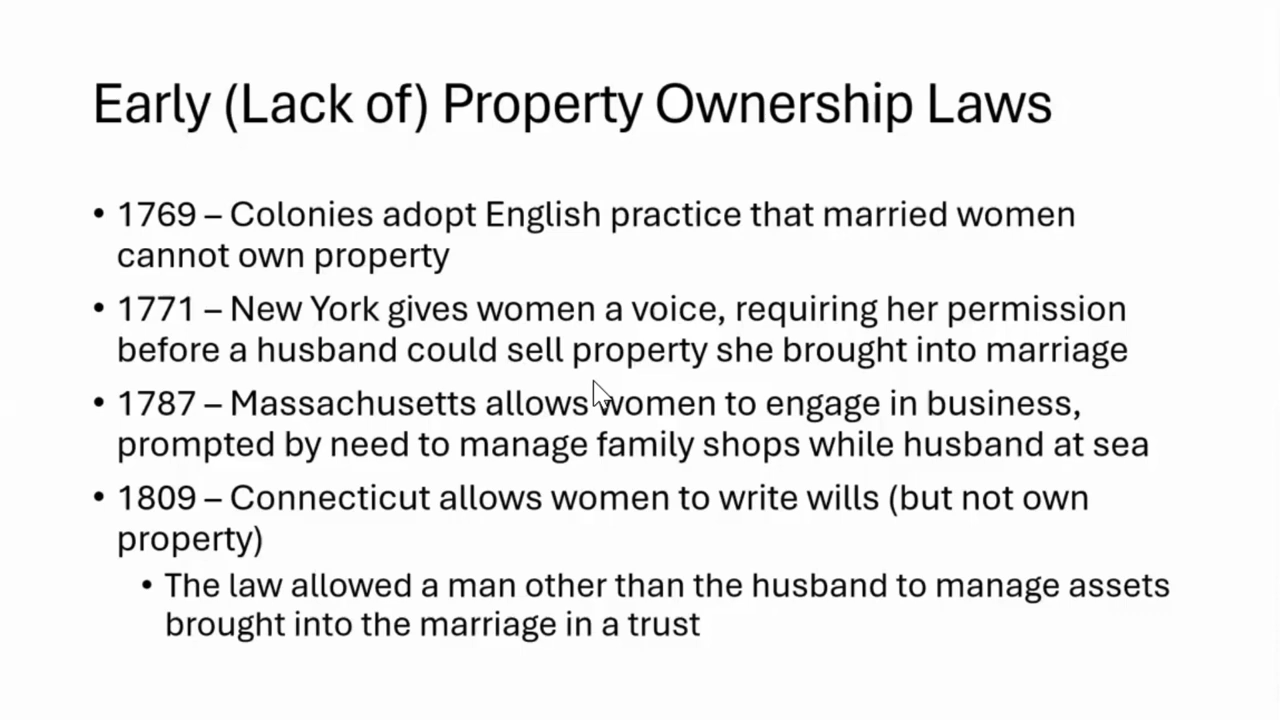 Early (Lack of) Property Ownership Laws
• 1769 – Colonies adopt English practice that married women
cannot own property
• 1771 – New York gives women a voice, requiring her permission
before a husband could sell property she brought into marriage
• 1787 – Massachusetts allows women to engage in business,
prompted by need to manage family shops while husband at sea
• 1809 – Connecticut allows women to write wills (but not own
property)
• The law allowed a man other than the husband to manage assets
brought into the marriage in a trust